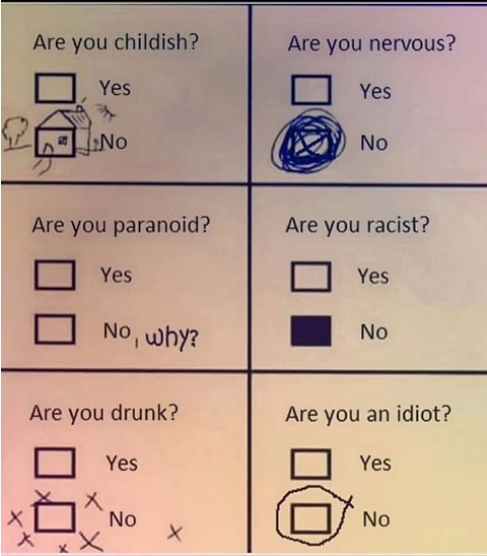 Are you childish?
Yes
No
Are you nervous?
Yes
No
Are you paranoid?
Yes
No, why?
Are you racist?
Yes
No
Are you drunk?
Yes
No
Are you an idiot?
Yes
No